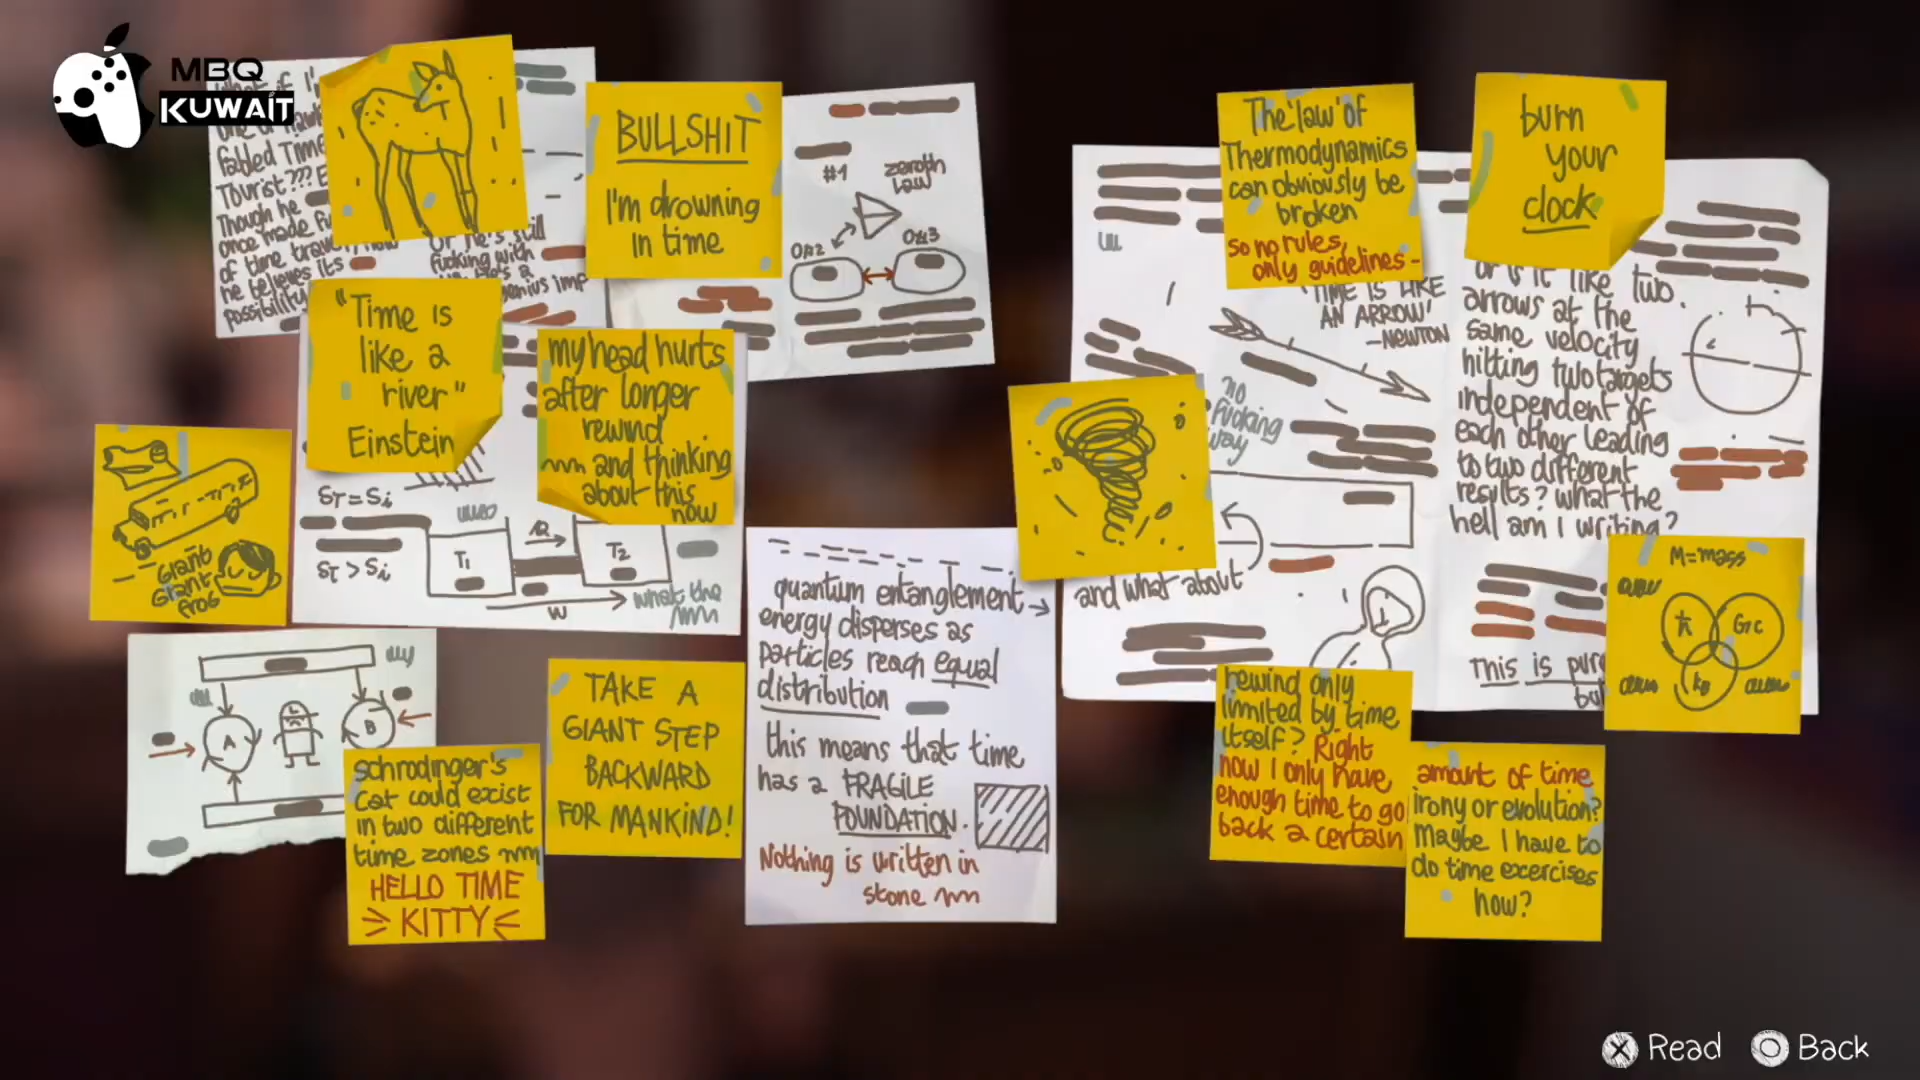 MBQ
KUWAIT
fabled Time
Tourist???
Though he
once made
of time
he believes its
possibility
still
fucking with
genius imp
BULLSHIT
I'm drowning
in time
#1
zeroth
law
0#2
0#3
"Time is
like a
river"
Einstein
my head hurts
after longer
rewind
and thinking
about this
now
Giant
Giant
frog
ST = Si
ST > Si
T1
T2
W
what the
A
B
schrodinger's
cat could exist
in two different
time zones
HELLO TIME
KITTY
TAKE A
GIANT STEP
BACKWARD
FOR MANKIND!
quantum entanglement →
energy disperses as
particles reach equal
distribution
this means that time
has a FRAGILE
FOUNDATION.
Nothing is written in
stone
The 'law' of
Thermodynamics
can obviously be
broken
so no rules,
only guidelines -
burn
your
clock
'TIME IS LIKE
AN ARROW'
-NEWTON
no
fucking
way
and what about
or is it like two
arrows at the
same velocity
hitting two targets
independent of
each other leading
to two different
results? what the
hell am I writing?
This is pure
M=mass
ħ
G,c
kB
rewind only
limited by time
itself? Right
now I only have
enough time to go
back a certain
amount of time
irony or evolution?
Maybe I have to
do time exercises
now?
Read
Back